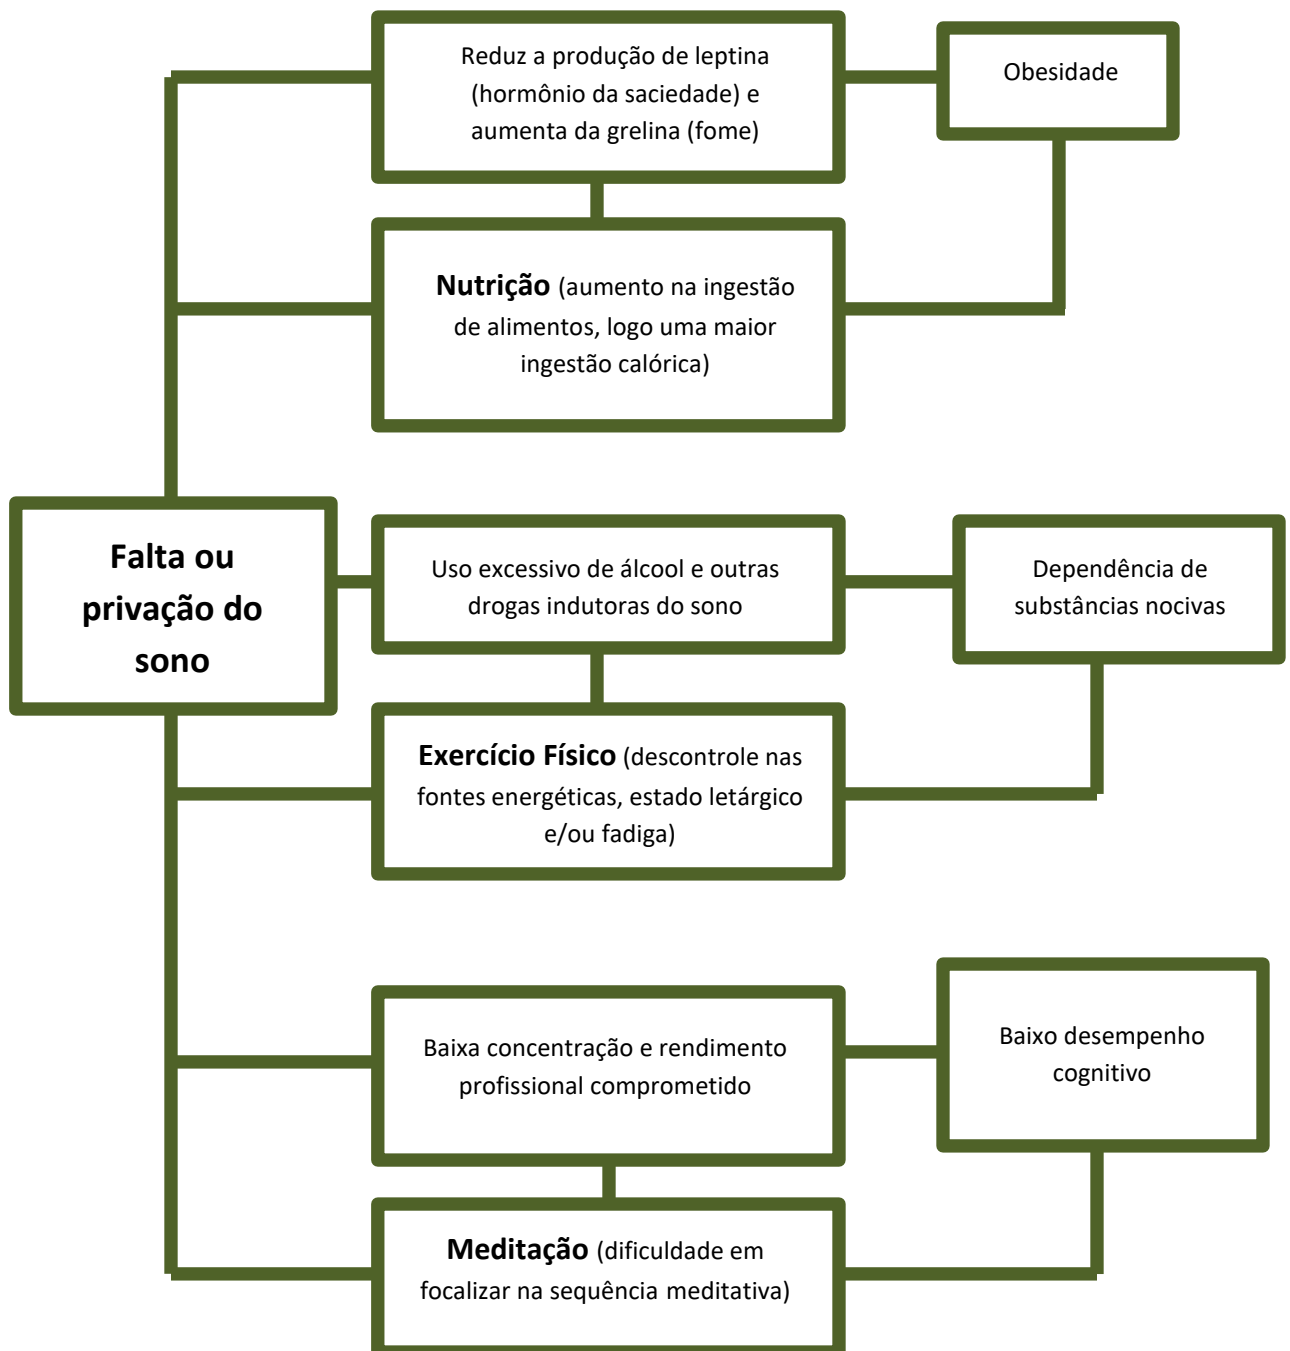 Reduz a produção de leptina
(hormônio da saciedade) e
aumenta da grelina (fome)
Obesidade
Nutrição (aumento na ingestão
de alimentos, logo uma maior
ingestão calórica)
Falta ou
privação do
sono
Uso excessivo de álcool e outras
drogas indutoras do sono
Dependência de
substâncias nocivas
Exercício Físico (descontrole nas
fontes energéticas, estado letárgico
e/ou fadiga)
Baixa concentração e rendimento
profissional comprometido
Baixo desempenho
cognitivo
Meditação (dificuldade em
focalizar na sequência meditativa)